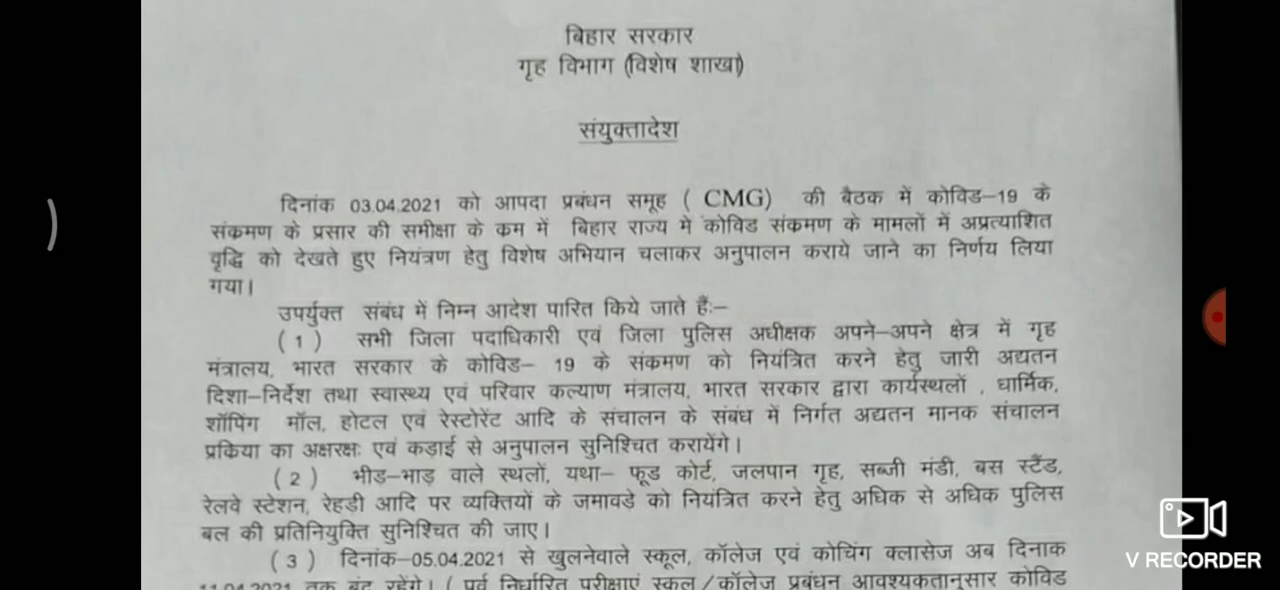 बिहार सरकार
गृह विभाग (विशेष शाखा)
संयुक्तादेश
दिनांक 03.04.2021 को आपदा प्रबंधन समूह ( CMG) की बैठक में कोविड–19 के
संक्रमण के प्रसार की समीक्षा के क्रम में बिहार राज्य मे कोविड संक्रमण के मामलों में अप्रत्याशित
वृद्धि को देखते हुए नियंत्रण हेतु विशेष अभियान चलाकर अनुपालन कराये जाने का निर्णय लिया
गया।
उपर्युक्त संबंध में निम्न आदेश पारित किये जाते हैं:–
( 1 ) सभी जिला पदाधिकारी एवं जिला पुलिस अधीक्षक अपने–अपने क्षेत्र में गृह
मंत्रालय, भारत सरकार के कोविड– 19 के संक्रमण को नियंत्रित करने हेतु जारी अद्यतन
दिशा–निर्देश तथा स्वास्थ्य एवं परिवार कल्याण मंत्रालय, भारत सरकार द्वारा कार्यस्थलों , धार्मिक,
शॉपिंग मॉल, होटल एवं रेस्टोरेंट आदि के संचालन के संबंध में निर्गत अद्यतन मानक संचालन
प्रकिया का अक्षरक्षः एवं कड़ाई से अनुपालन सुनिश्चित करायेंगे।
( 2 ) भीड–भाड़ वाले स्थलों, यथा– फूड कोर्ट, जलपान गृह, सब्जी मंडी, बस स्टैंड,
रेलवे स्टेशन, रेहड़ी आदि पर व्यक्तियों के जमावडे को नियंत्रित करने हेतु अधिक से अधिक पुलिस
बल की प्रतिनियुक्ति सुनिश्चित की जाए।
( 3 ) दिनांक–05.04.2021 से खुलनेवाले स्कूल, कॉलेज एवं कोचिंग क्लासेज अब दिनाक
11.04.2021 तक बंद रहेंगे। ( पूर्व निर्धारित परीक्षाएं स्कूल/कॉलेज प्रबंधन आवश्यकतानुसार कोविड
V RECORDER